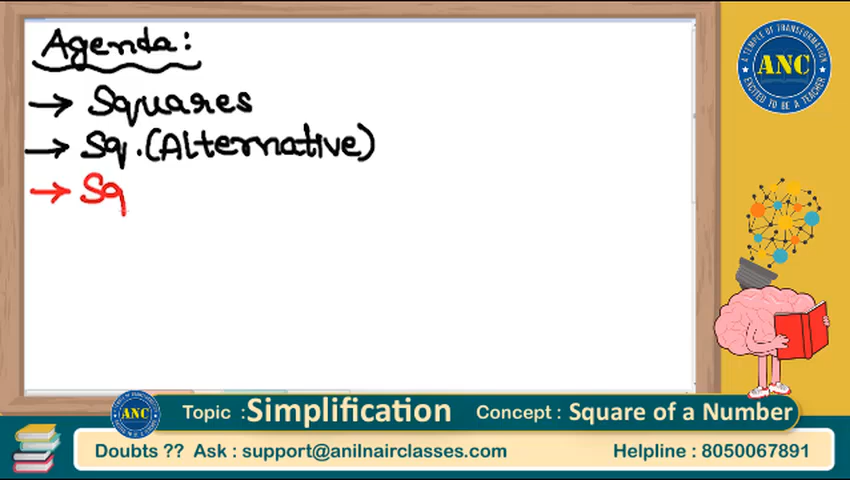 Agenda:
→ Squares
→ Sq.(Alternative)
→ Sq
A TEMPLE OF TRANSFORMATION
ANC
EXCITED TO BE A TEACHER
ANC
Topic : Simplification Concept : Square of a Number
Doubts ?? Ask : support@anilnairclasses.com Helpline : 8050067891